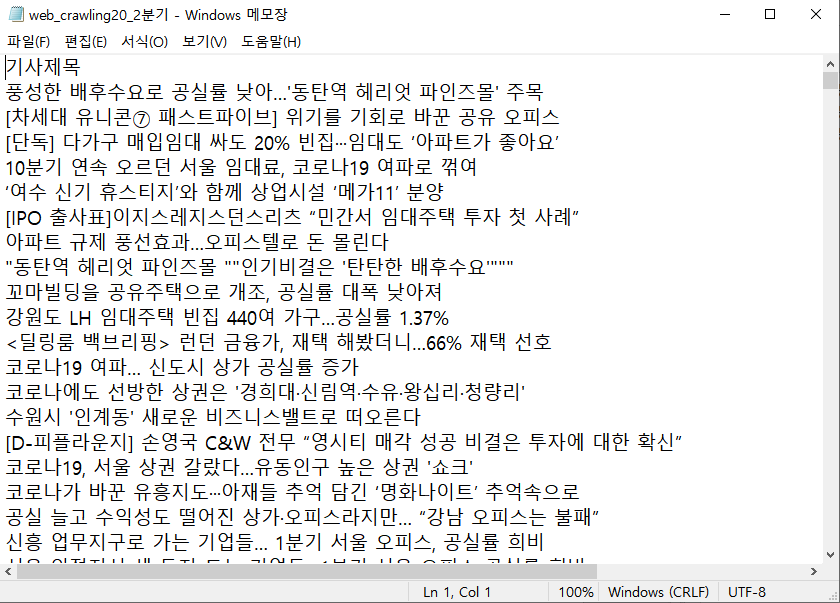 web_crawling20_2분기 - Windows 메모장
파일(F) 편집(E) 서식(O) 보기(V) 도움말(H)
기사제목
풍성한 배후수요로 공실률 낮아...'동탄역 헤리엇 파인즈몰' 주목
[차세대 유니콘⑦ 패스트파이브] 위기를 기회로 바꾼 공유 오피스
[단독] 다가구 매입임대 싸도 20% 빈집…임대도 ‘아파트가 좋아요’
10분기 연속 오르던 서울 임대료, 코로나19 여파로 꺾여
‘여수 신기 휴스티지’와 함께 상업시설 ‘메가11’ 분양
[IPO 출사표]이지스레지스던스리츠 “민간서 임대주택 투자 첫 사례”
아파트 규제 풍선효과...오피스텔로 돈 몰린다
"동탄역 헤리엇 파인즈몰 ""인기비결은 '탄탄한 배후수요'"""
꼬마빌딩을 공유주택으로 개조, 공실률 대폭 낮아져
강원도 LH 임대주택 빈집 440여 가구...공실률 1.37%
<딜링룸 백브리핑> 런던 금융가, 재택 해봤더니...66% 재택 선호
코로나19 여파... 신도시 상가 공실률 증가
코로나에도 선방한 상권은 '경희대·신림역·수유·왕십리·청량리'
수원시 '인계동' 새로운 비즈니스밸트로 떠오른다
[D-피플라운지] 손영국 C&W 전무 “영시티 매각 성공 비결은 투자에 대한 확신”
코로나19, 서울 상권 갈랐다...유동인구 높은 상권 '쇼크'
코로나가 바꾼 유흥지도…아재들 추억 담긴 ‘명화나이트’ 추억속으로
공실 늘고 수익성도 떨어진 상가·오피스라지만... “강남 오피스는 불패”
신흥 업무지구로 가는 기업들... 1분기 서울 오피스, 공실률 희비
Ln 1, Col 1 100% Windows (CRLF) UTF-8